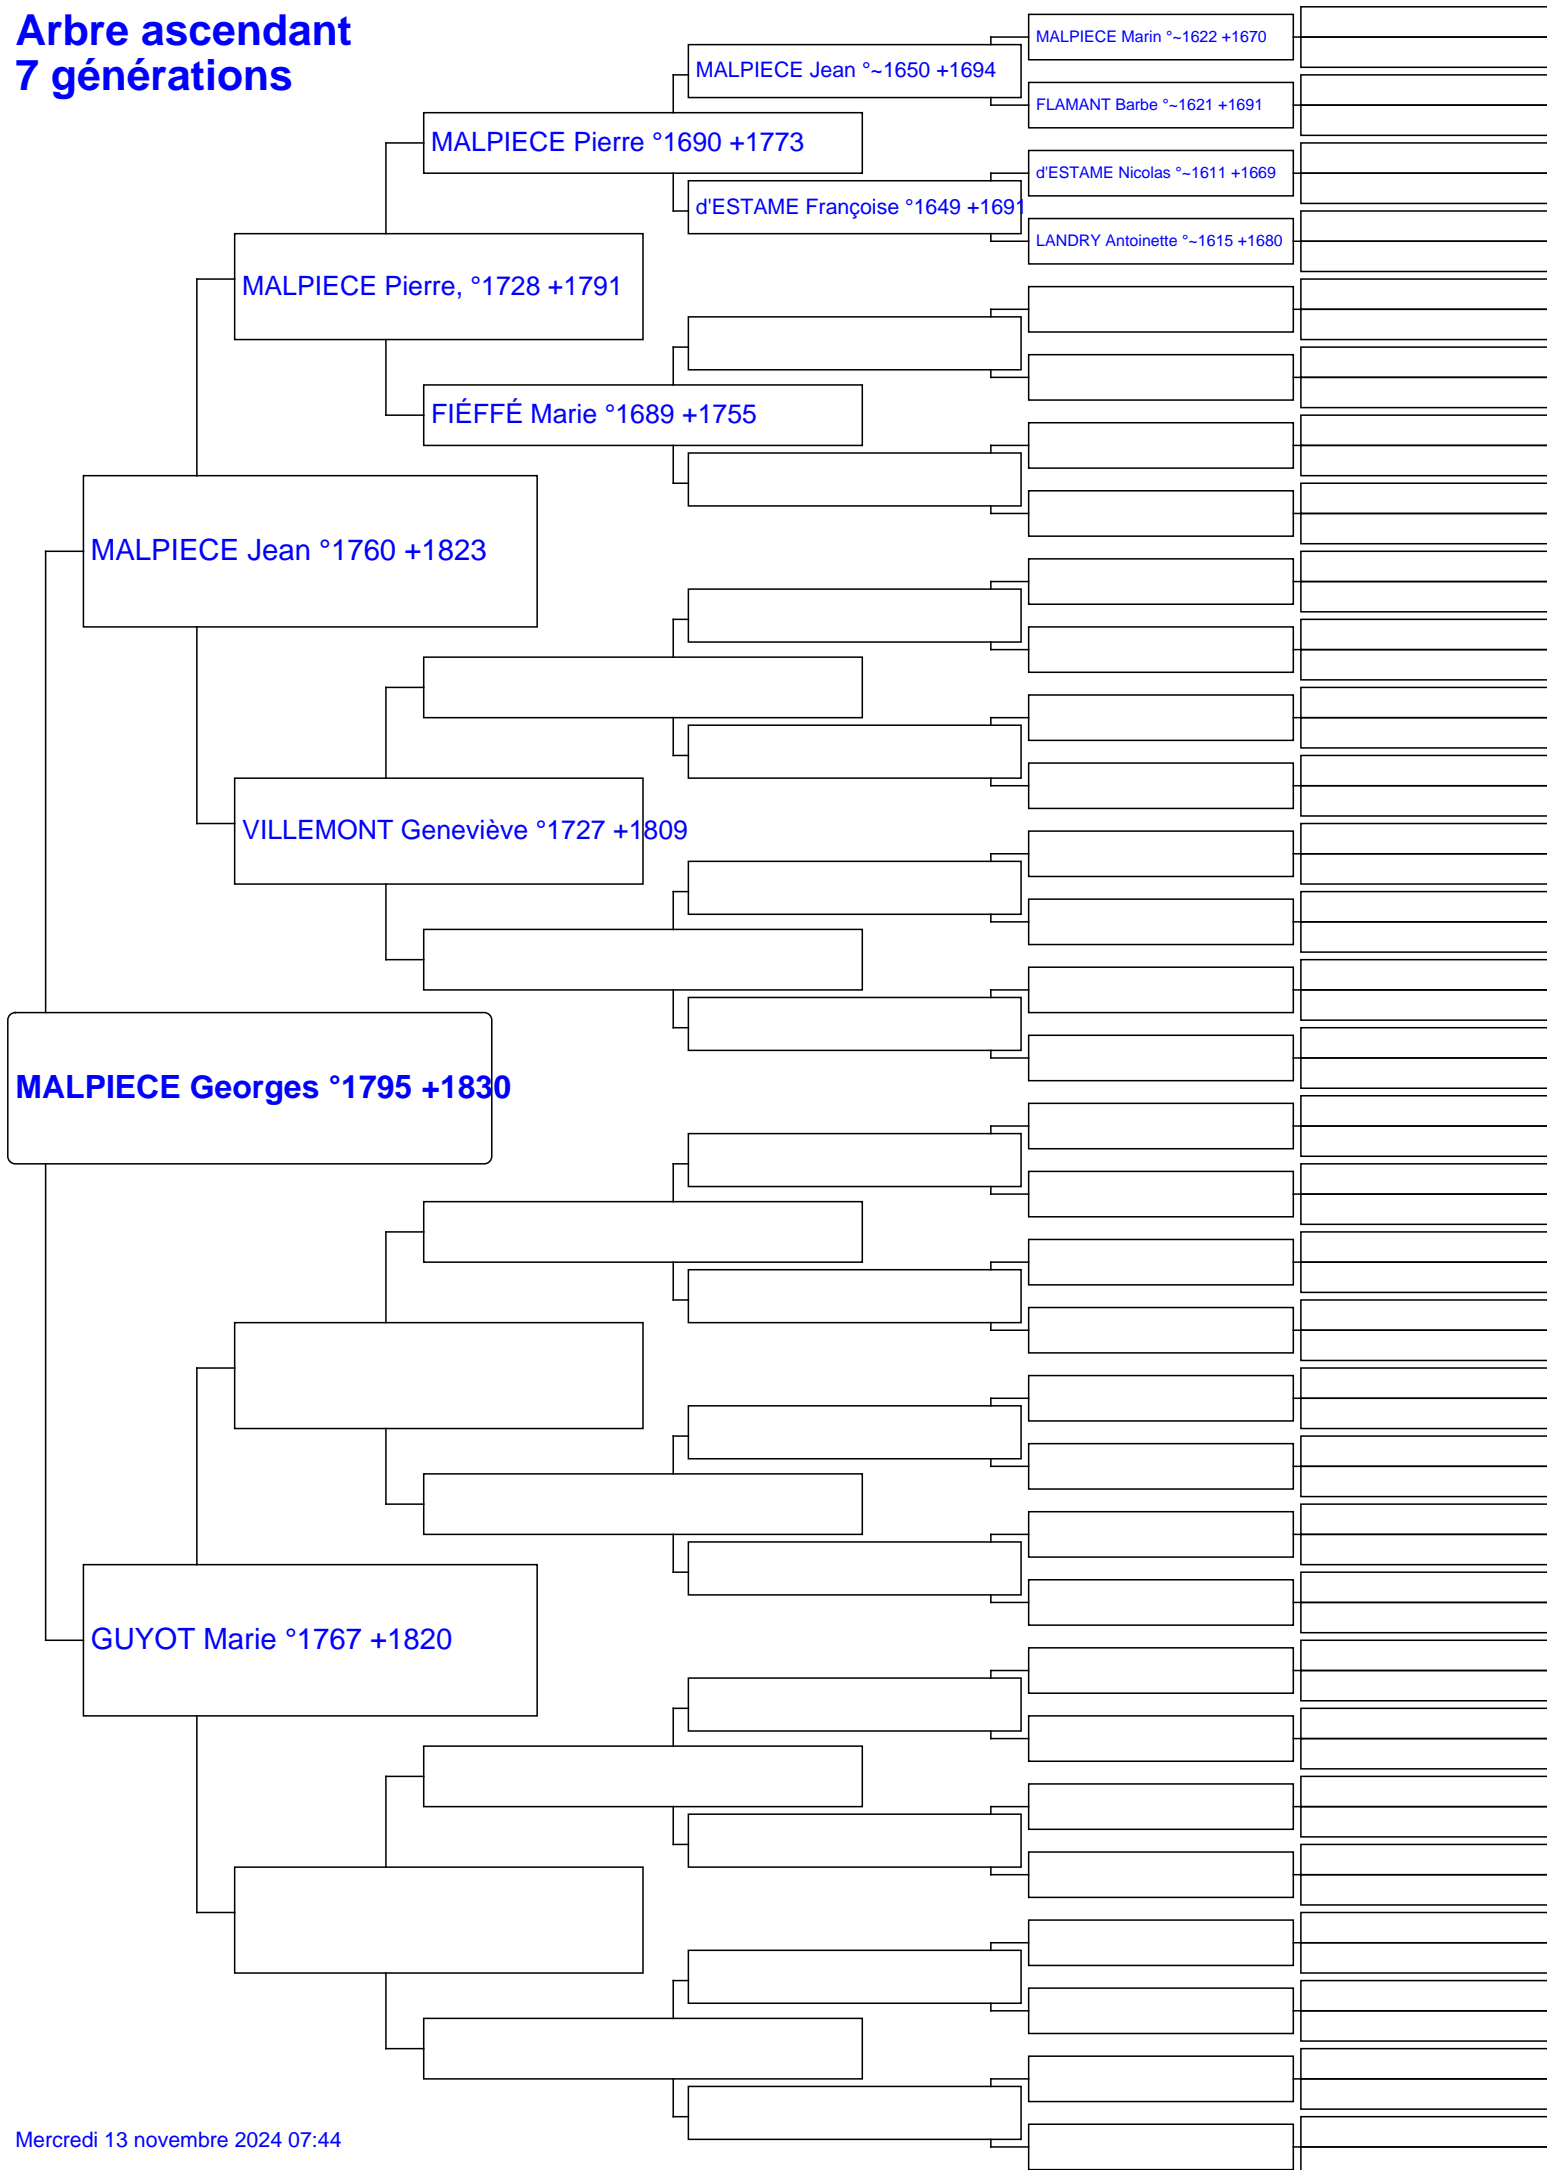 Arbre ascendant
7 générations
MALPIECE Marin °~1622 +1670
MALPIECE Jean °~1650 +1694
FLAMANT Barbe °~1621 +1691
MALPIECE Pierre °1690 +1773
d'ESTAME Nicolas °~1611 +1669
d'ESTAME Françoise °1649 +1691
LANDRY Antoinette °~1615 +1680
MALPIECE Pierre, °1728 +1791
FIÉFFÉ Marie °1689 +1755
MALPIECE Jean °1760 +1823
VILLEMONT Geneviève °1727 +1809
MALPIECE Georges °1795 +1830
GUYOT Marie °1767 +1820
Mercredi 13 novembre 2024 07:44